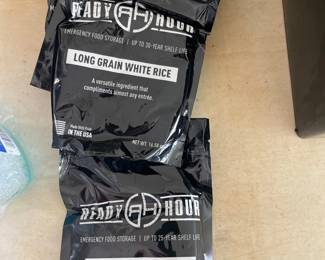 READY RH HOUR
EMERGENCY FOOD STORAGE | UP TO 30-YEAR SHELF LIFE
LONG GRAIN WHITE RICE
A versatile ingredient that
compliments almost any entrée.
IN THE USA
NET WT.
READY RH HOUR
EMERGENCY FOOD STORAGE | UP TO 25-YEAR SHELF LIFE